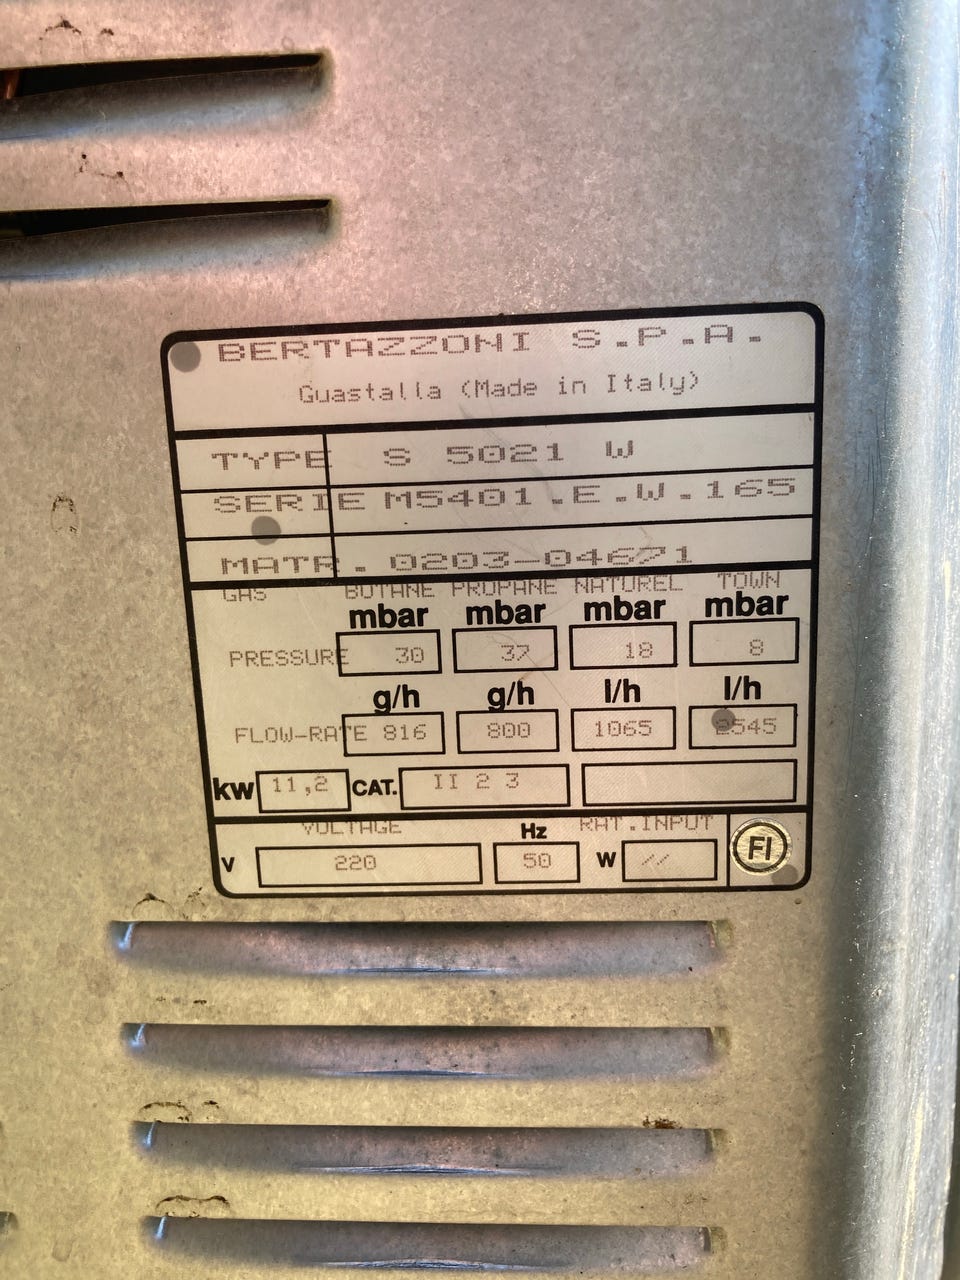 BERTAZZONI S.P.A.
Guastalla (Made in Italy)
TYPE S 5021 W
SERIE M5401.E.W.165
MATR. 0203-04671
GAS BUTANE PROPANE NATUREL TOWN
mbar mbar mbar mbar
PRESSURE 30 37 18 8
g/h g/h l/h l/h
FLOW-RATE 816 800 1065 2545
kw 11,2 CAT. II 2 3
VOLTAGE Hz RAT.INPUT
V 220 50 W //
FI